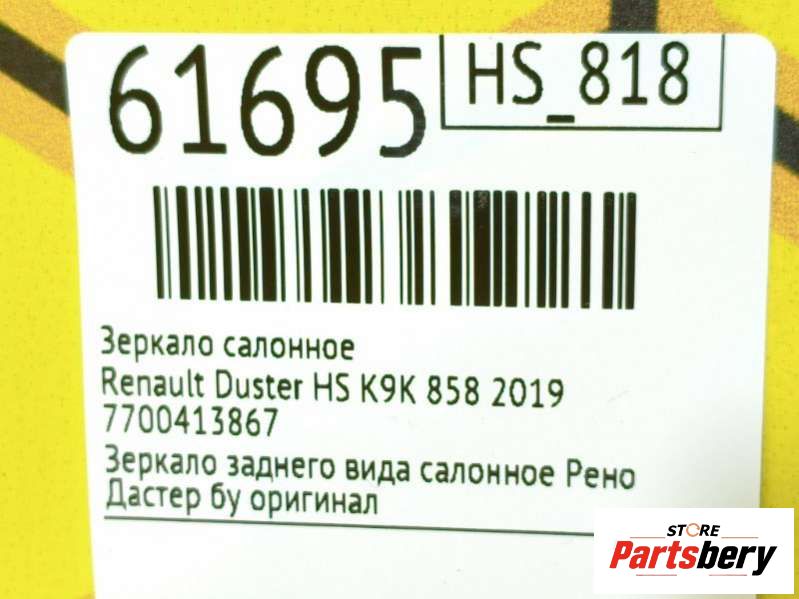 61695
HS_818
Зеркало салонное
Renault Duster HS K9K 858 2019
7700413867
Зеркало заднего вида салонное Рено
Дастер бу оригинал
STORE
Partsbery